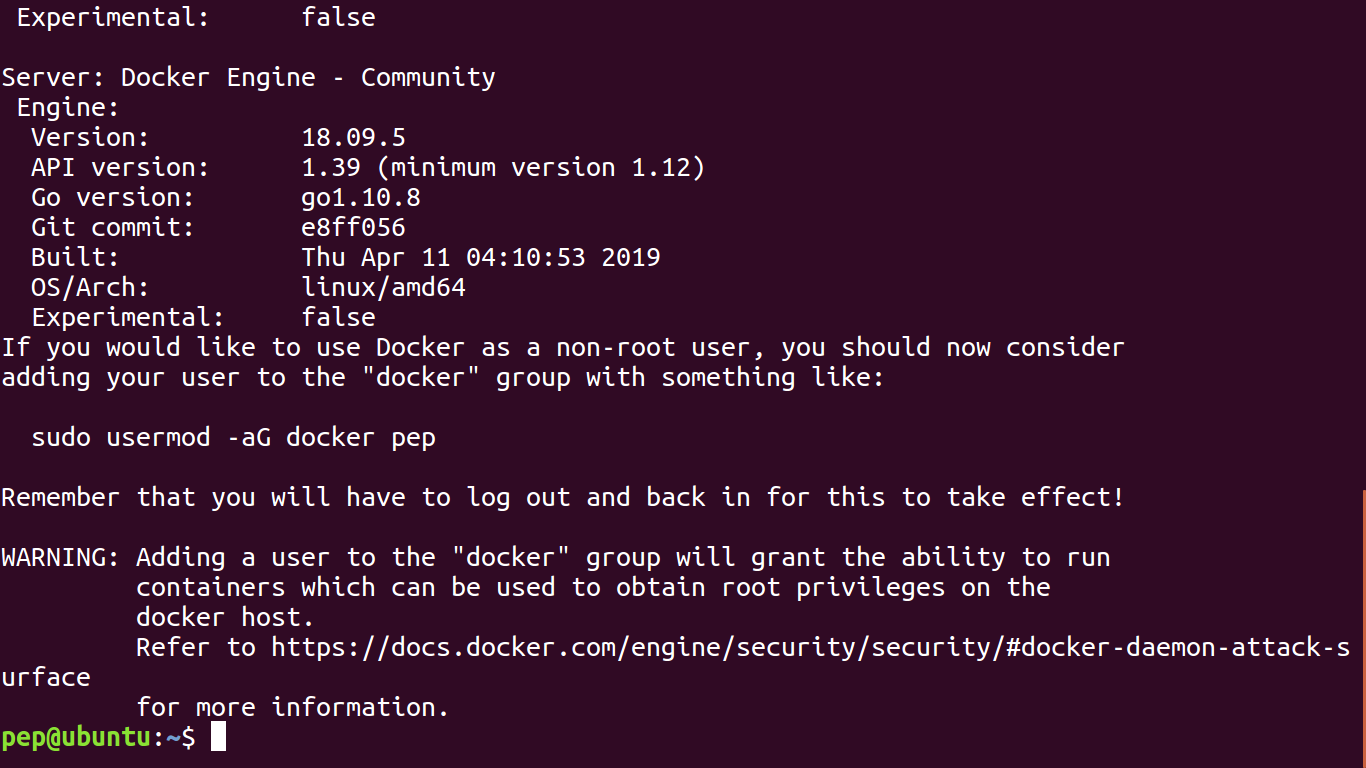 Experimental:      false

Server: Docker Engine - Community
 Engine:
  Version:          18.09.5
  API version:      1.39 (minimum version 1.12)
  Go version:       go1.10.8
  Git commit:       e8ff056
  Built:            Thu Apr 11 04:10:53 2019
  OS/Arch:          linux/amd64
  Experimental:     false
If you would like to use Docker as a non-root user, you should now consider
adding your user to the "docker" group with something like:

  sudo usermod -aG docker pep

Remember that you will have to log out and back in for this to take effect!

WARNING: Adding a user to the "docker" group will grant the ability to run
         containers which can be used to obtain root privileges on the
         docker host.
         Refer to https://docs.docker.com/engine/security/security/#docker-daemon-attack-s
urface
         for more information.
pep@ubuntu:~$